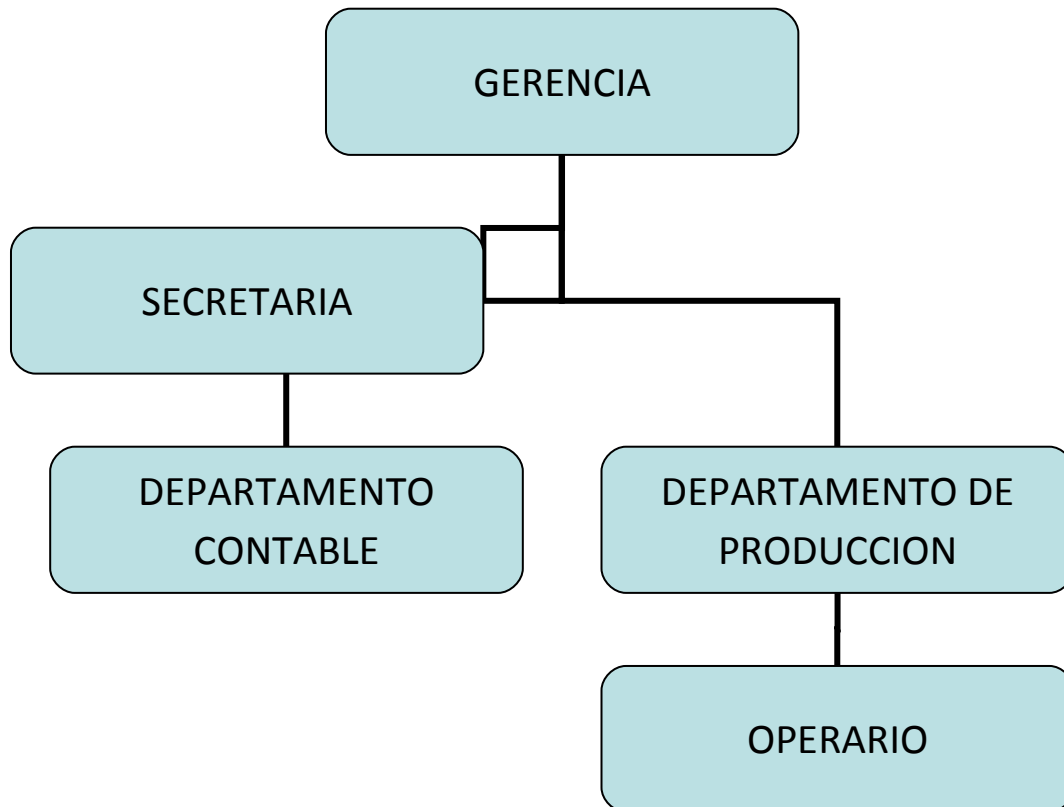 GERENCIA
SECRETARIA
DEPARTAMENTO
CONTABLE
DEPARTAMENTO DE
PRODUCCION
OPERARIO